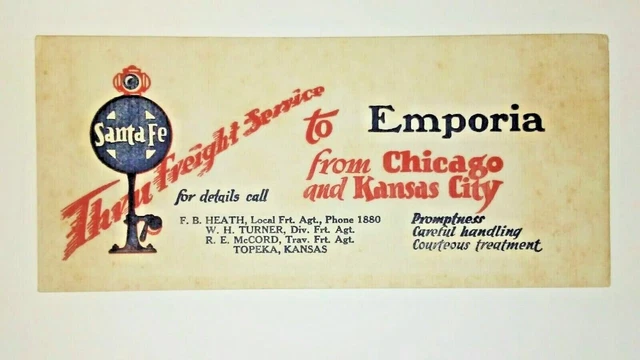 Santa Fe
Thru Freight Service
to Emporia
from Chicago
and Kansas City
for details call
F. B. HEATH, Local Frt. Agt., Phone 1880
W. H. TURNER, Div. Frt. Agt.
R. E. McCORD, Trav. Frt. Agt.
TOPEKA, KANSAS
Promptness
Careful handling
Courteous treatment